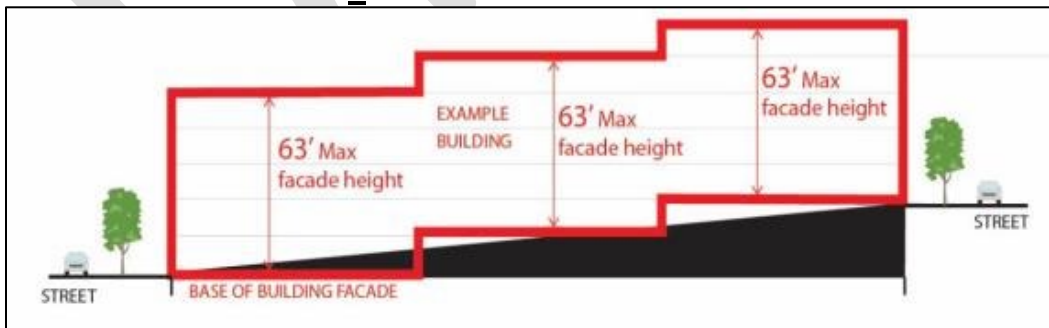 63' Max
facade height
EXAMPLE
BUILDING
63' Max
facade height
63' Max
facade height
STREET
BASE OF BUILDING FACADE
STREET